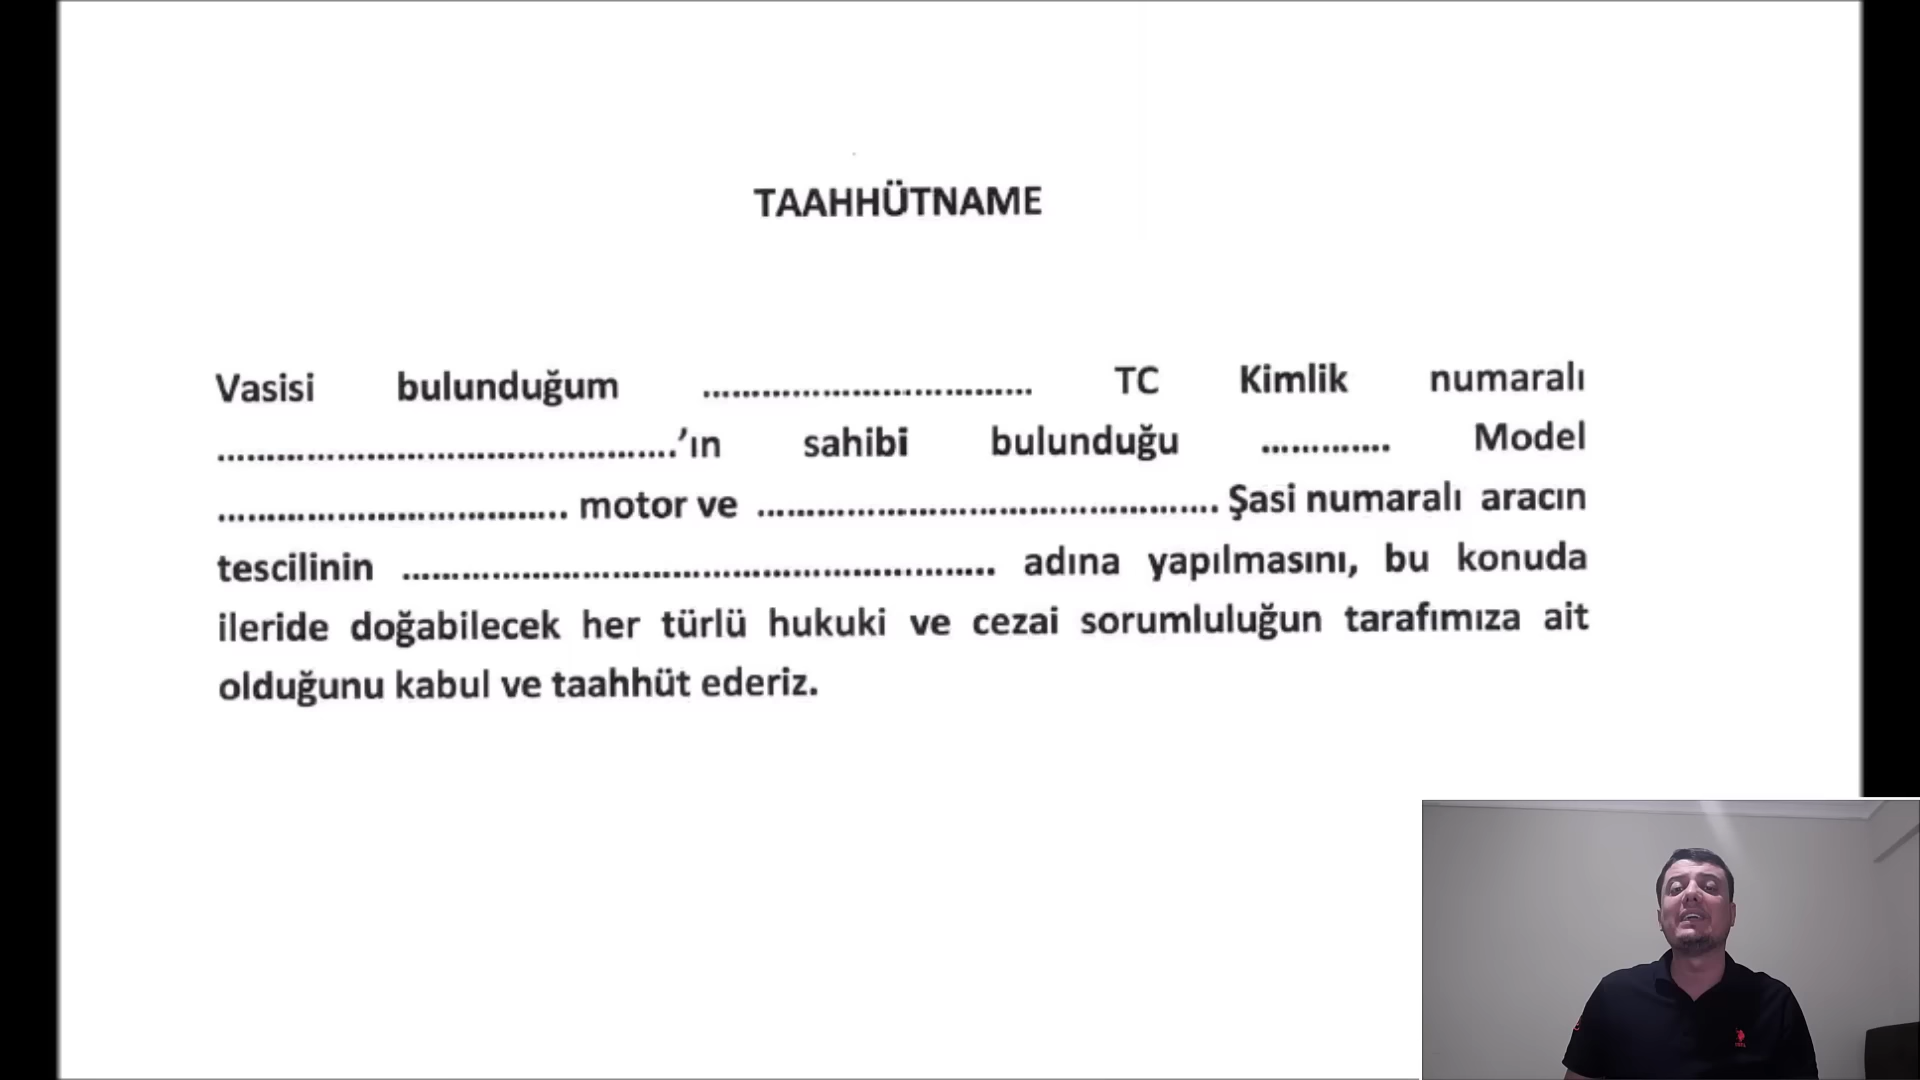 TAAHHÜTNAME
Vasisi bulunduğum ………………………………. TC Kimlik numaralı
……………………………………….’ın sahibi bulunduğu …………. Model
…………………………….. motor ve ………………………………………. Şasi numaralı aracın
tescilinin …………………………………………………… adına yapılmasını, bu konuda
ileride doğabilecek her türlü hukuki ve cezai sorumluluğun tarafımıza ait
olduğunu kabul ve taahhüt ederiz.